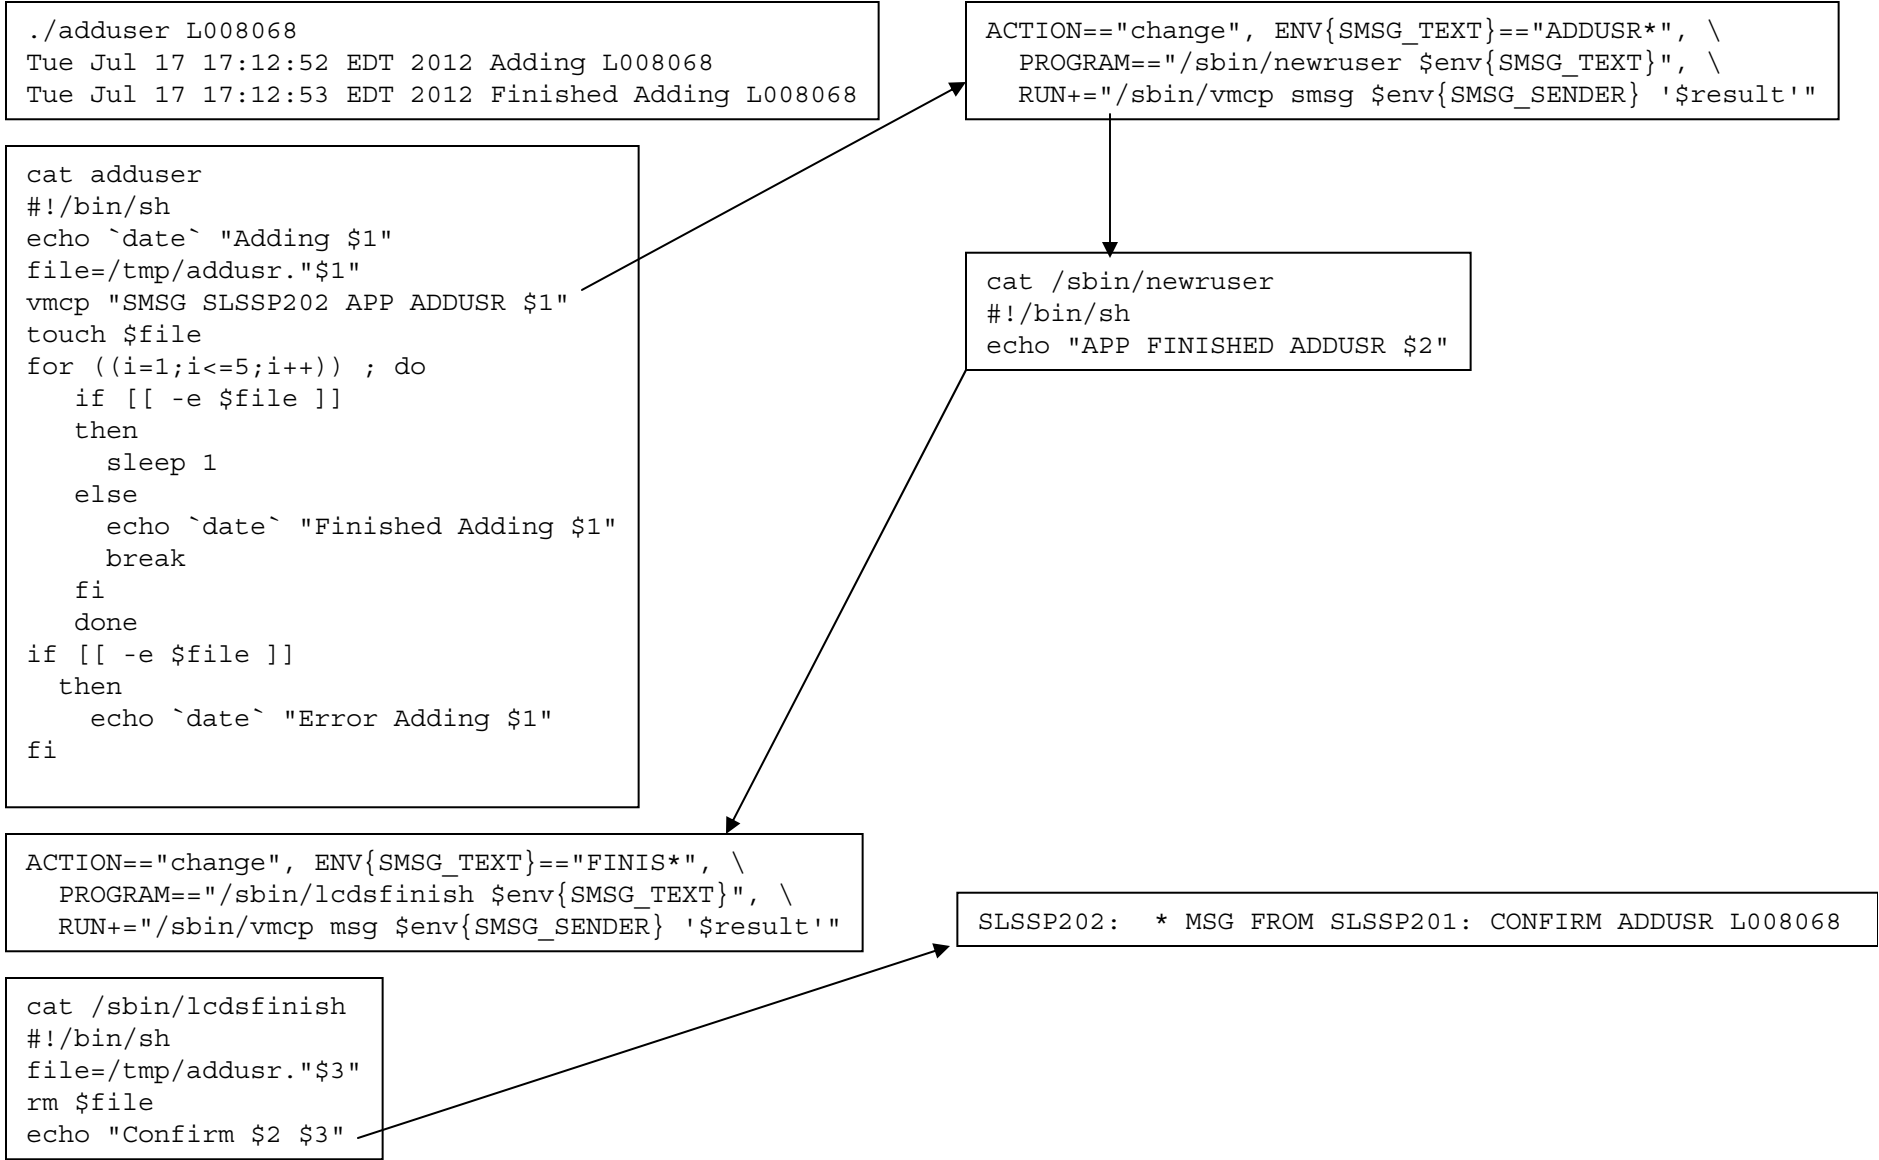 ./adduser L008068
Tue Jul 17 17:12:52 EDT 2012 Adding L008068
Tue Jul 17 17:12:53 EDT 2012 Finished Adding L008068
cat adduser
#!/bin/sh
echo `date` "Adding $1"
file=/tmp/addusr."$1"
vmcp "SMSG SLSSP202 APP ADDUSR $1"
touch $file
for ((i=1;i<=5;i++)) ; do
   if [[ -e $file ]]
   then
     sleep 1
   else
     echo `date` "Finished Adding $1"
     break
   fi
   done
if [[ -e $file ]]
  then
    echo `date` "Error Adding $1"
fi
ACTION=="change", ENV{SMSG_TEXT}=="ADDUSR*", \
  PROGRAM=="/sbin/newruser $env{SMSG_TEXT}", \
  RUN+="/sbin/vmcp smsg $env{SMSG_SENDER} '$result'"
cat /sbin/newruser
#!/bin/sh
echo "APP FINISHED ADDUSR $2"
ACTION=="change", ENV{SMSG_TEXT}=="FINIS*", \
  PROGRAM=="/sbin/lcdsfinish $env{SMSG_TEXT}", \
  RUN+="/sbin/vmcp msg $env{SMSG_SENDER} '$result'"
cat /sbin/lcdsfinish
#!/bin/sh
file=/tmp/addusr."$3"
rm $file
echo "Confirm $2 $3"
SLSSP202:  * MSG FROM SLSSP201: CONFIRM ADDUSR L008068